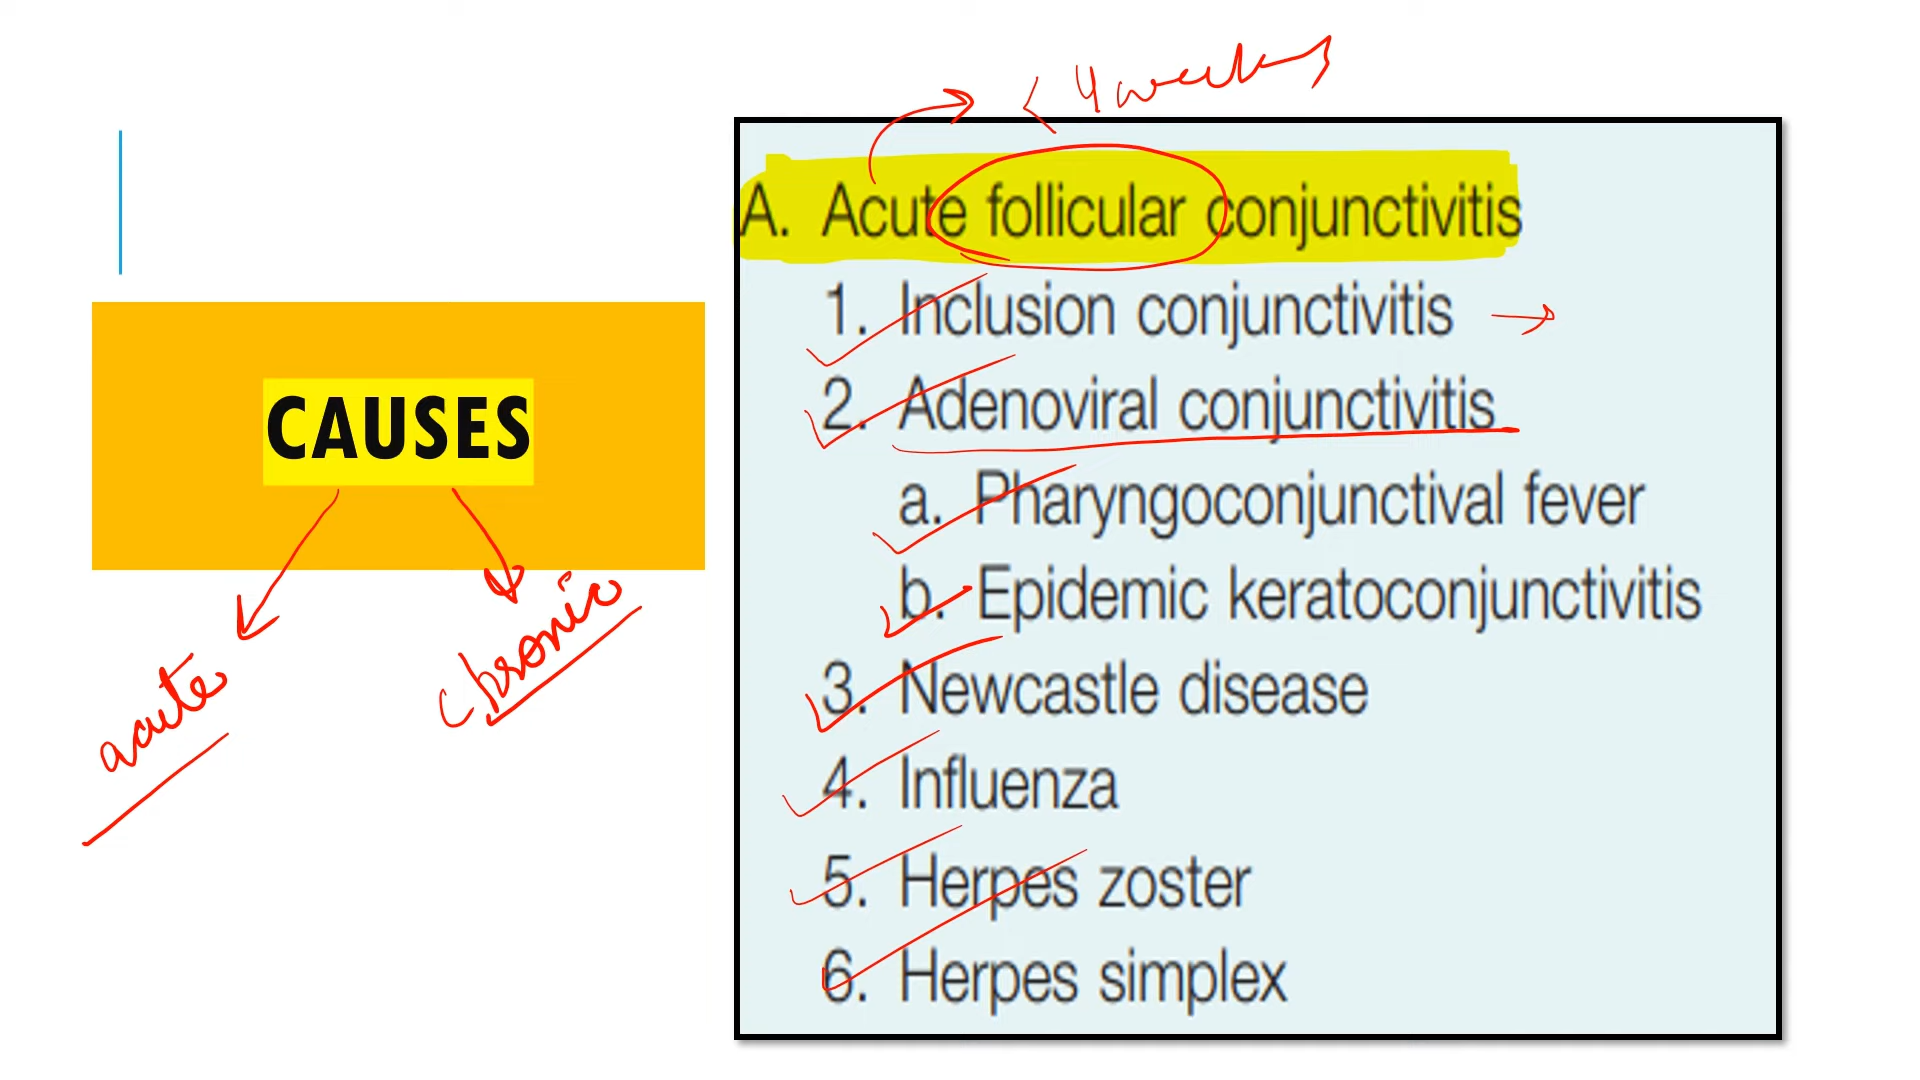 < 4 weeks
A. Acute follicular conjunctivitis
1. Inclusion conjunctivitis →
2. Adenoviral conjunctivitis
a. Pharyngoconjunctival fever
b. Epidemic keratoconjunctivitis
3. Newcastle disease
4. Influenza
5. Herpes zoster
6. Herpes simplex
CAUSES
acute
chronic